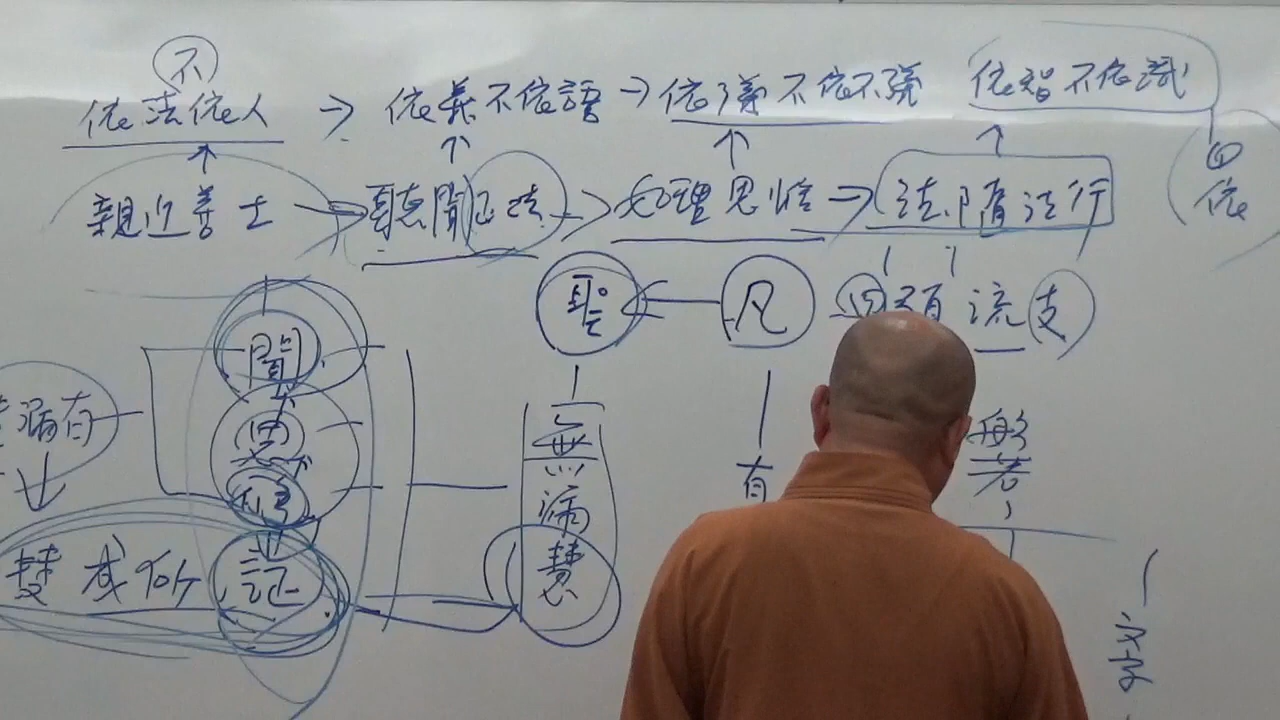 不
依法依人 → 依義不依語 → 依了義不依不了義 依智不依識
四依
親近善士 → 聽聞正法 → 如理思惟 → 法隨法行
聖 ← 凡 四預流支
聞
思
修
證
漏有
慧 成 所
無漏慧
有
般若
文字